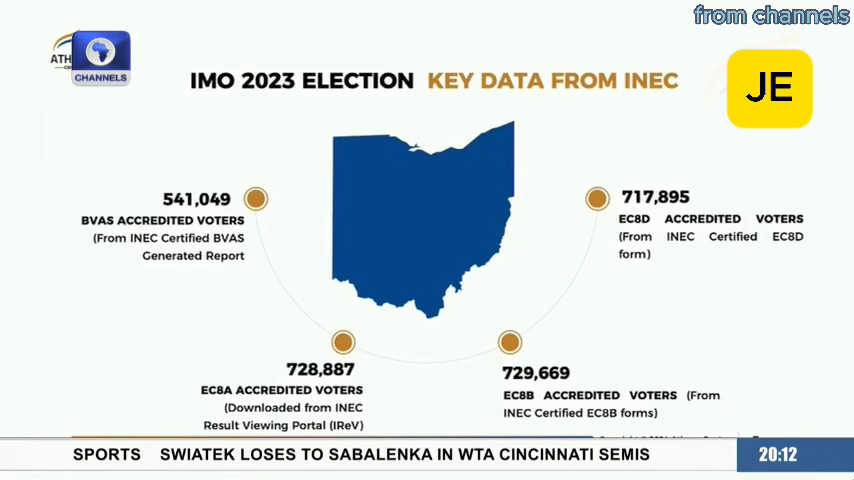 from channels
ATH
CHANNELS
JE
IMO 2023 ELECTION KEY DATA FROM INEC
541,049
BVAS ACCREDITED VOTERS
(From INEC Certified BVAS
Generated Report
717,895
EC8D ACCREDITED VOTERS
(From INEC Certified EC8D
form)
728,887
EC8A ACCREDITED VOTERS
(Downloaded from INEC
Result Viewing Portal (IReV)
729,669
EC8B ACCREDITED VOTERS (From
INEC Certified EC8B forms)
SPORTS SWIATEK LOSES TO SABALENKA IN WTA CINCINNATI SEMIS
20:12